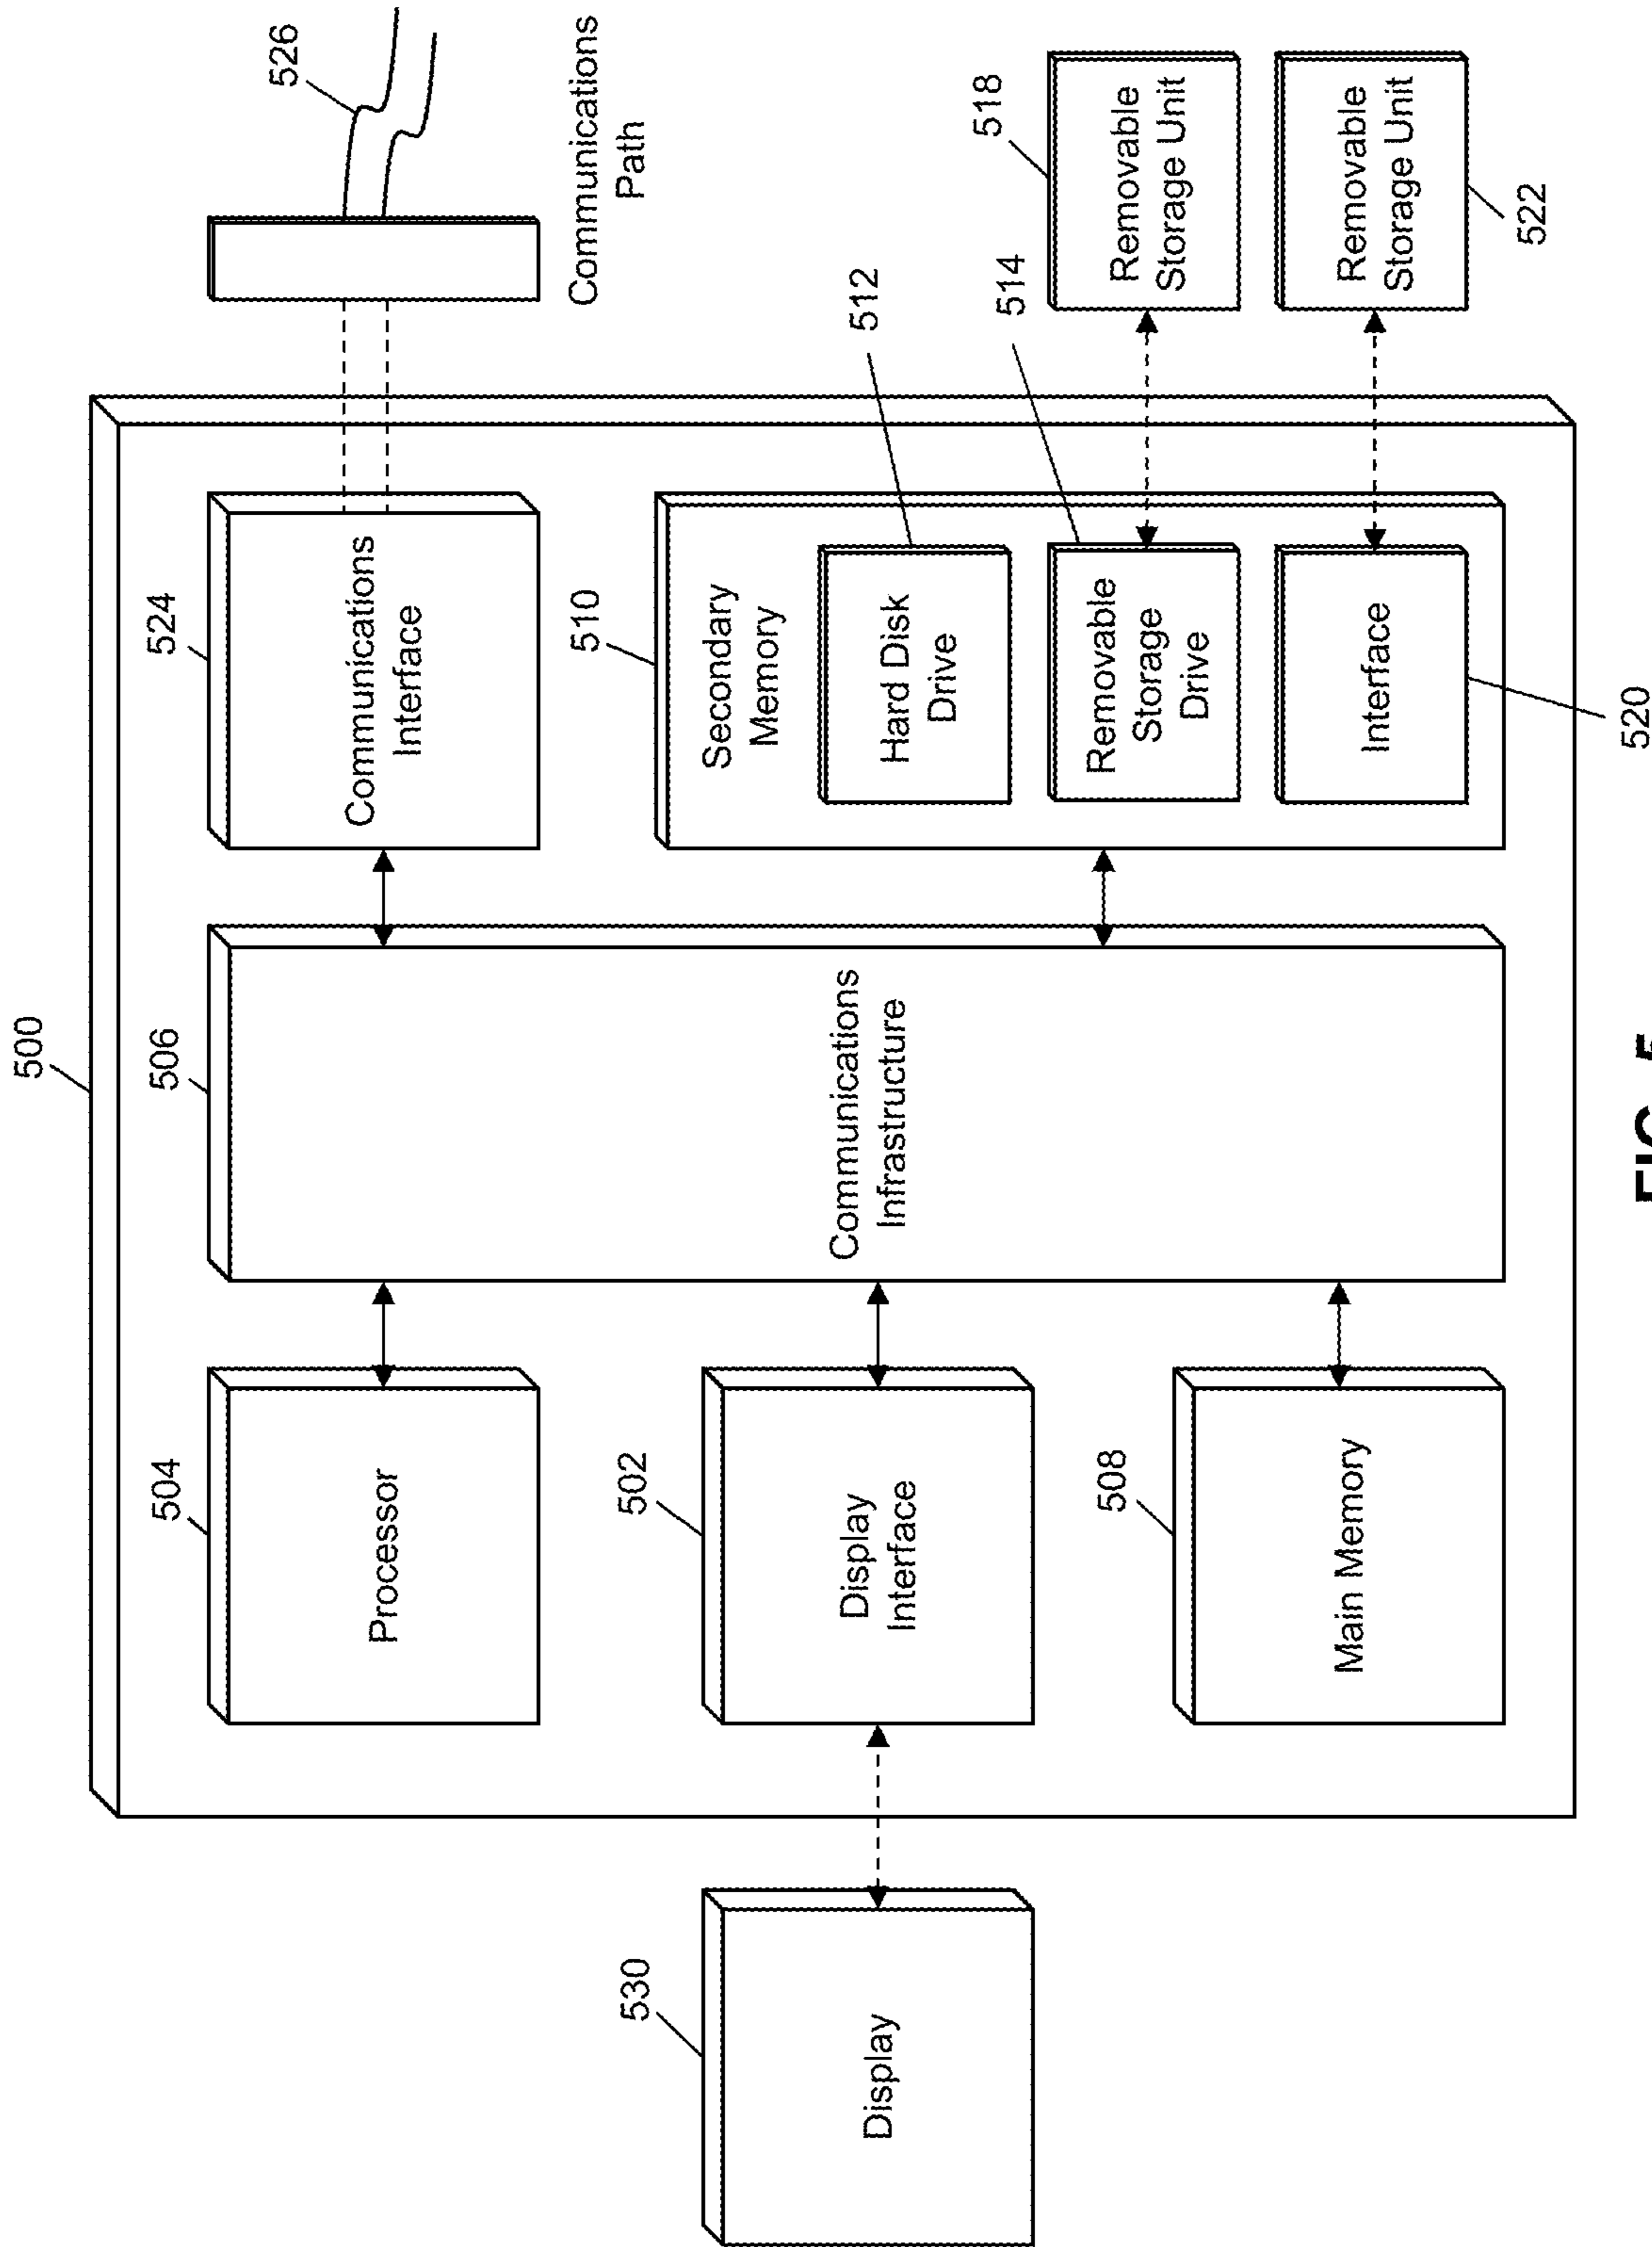 500
504
Processor
506
Communications
Infrastructure
524
Communications
Interface
526
Communications
Path
530
Display
502
Display
Interface
508
Main Memory
510
Secondary
Memory
512
Hard Disk
Drive
514
Removable
Storage
Drive
518
Removable
Storage Unit
Interface
520
Removable
Storage Unit
522
FIG. 5